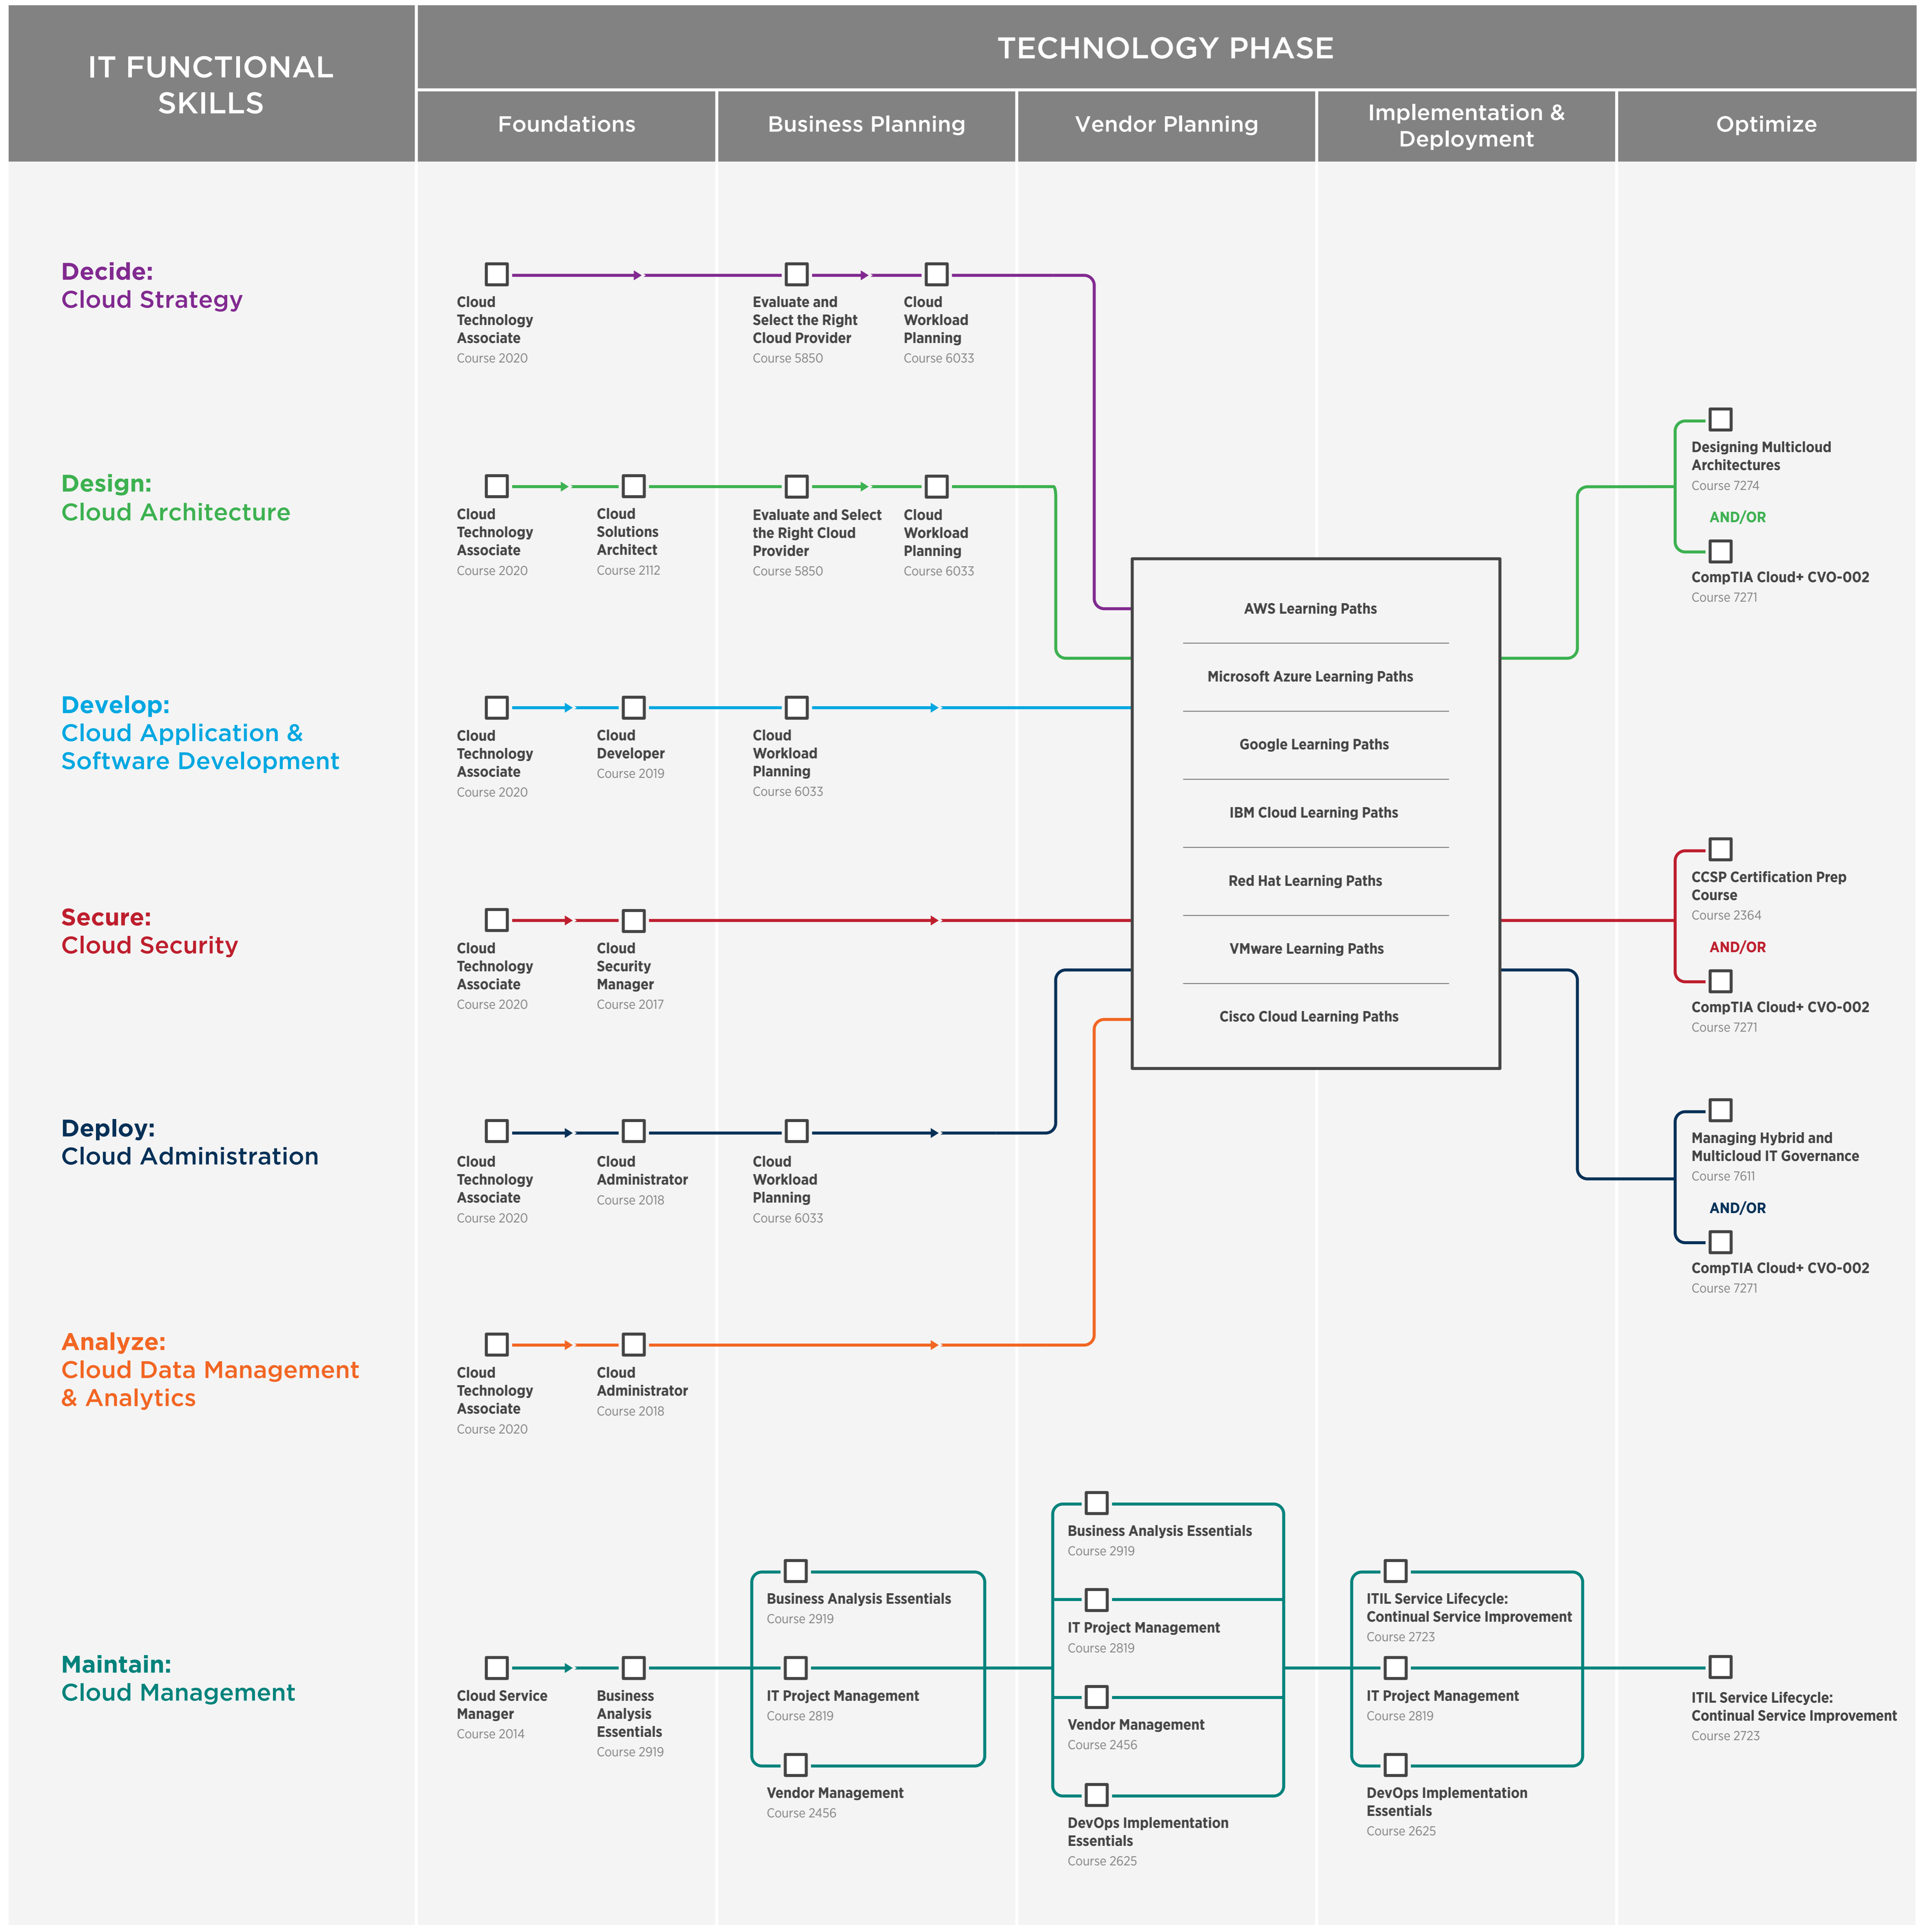 IT FUNCTIONAL
SKILLS
TECHNOLOGY PHASE
Foundations
Business Planning
Vendor Planning
Implementation &
Deployment
Optimize
Decide:
Cloud Strategy
Cloud
Technology
Associate
Course 2020
Evaluate and
Select the Right
Cloud Provider
Course 5850
Cloud
Workload
Planning
Course 6033
Design:
Cloud Architecture
Cloud
Technology
Associate
Course 2020
Cloud
Solutions
Architect
Course 2112
Evaluate and Select
the Right Cloud
Provider
Course 5850
Cloud
Workload
Planning
Course 6033
Designing Multicloud
Architectures
Course 7274
AND/OR
CompTIA Cloud+ CVO-002
Course 7271
AWS Learning Paths
Microsoft Azure Learning Paths
Google Learning Paths
IBM Cloud Learning Paths
Red Hat Learning Paths
VMware Learning Paths
Cisco Cloud Learning Paths
Develop:
Cloud Application &
Software Development
Cloud
Technology
Associate
Course 2020
Cloud
Developer
Course 2019
Cloud
Workload
Planning
Course 6033
Secure:
Cloud Security
Cloud
Technology
Associate
Course 2020
Cloud
Security
Manager
Course 2017
CCSP Certification Prep
Course
Course 2364
AND/OR
CompTIA Cloud+ CVO-002
Course 7271
Deploy:
Cloud Administration
Cloud
Technology
Associate
Course 2020
Cloud
Administrator
Course 2018
Cloud
Workload
Planning
Course 6033
Managing Hybrid and
Multicloud IT Governance
Course 7611
AND/OR
CompTIA Cloud+ CVO-002
Course 7271
Analyze:
Cloud Data Management
& Analytics
Cloud
Technology
Associate
Course 2020
Cloud
Administrator
Course 2018
Maintain:
Cloud Management
Cloud Service
Manager
Course 2014
Business
Analysis
Essentials
Course 2919
Business Analysis Essentials
Course 2919
IT Project Management
Course 2819
Vendor Management
Course 2456
Business Analysis Essentials
Course 2919
IT Project Management
Course 2819
Vendor Management
Course 2456
DevOps Implementation
Essentials
Course 2625
ITIL Service Lifecycle:
Continual Service Improvement
Course 2723
IT Project Management
Course 2819
DevOps Implementation
Essentials
Course 2625
ITIL Service Lifecycle:
Continual Service Improvement
Course 2723